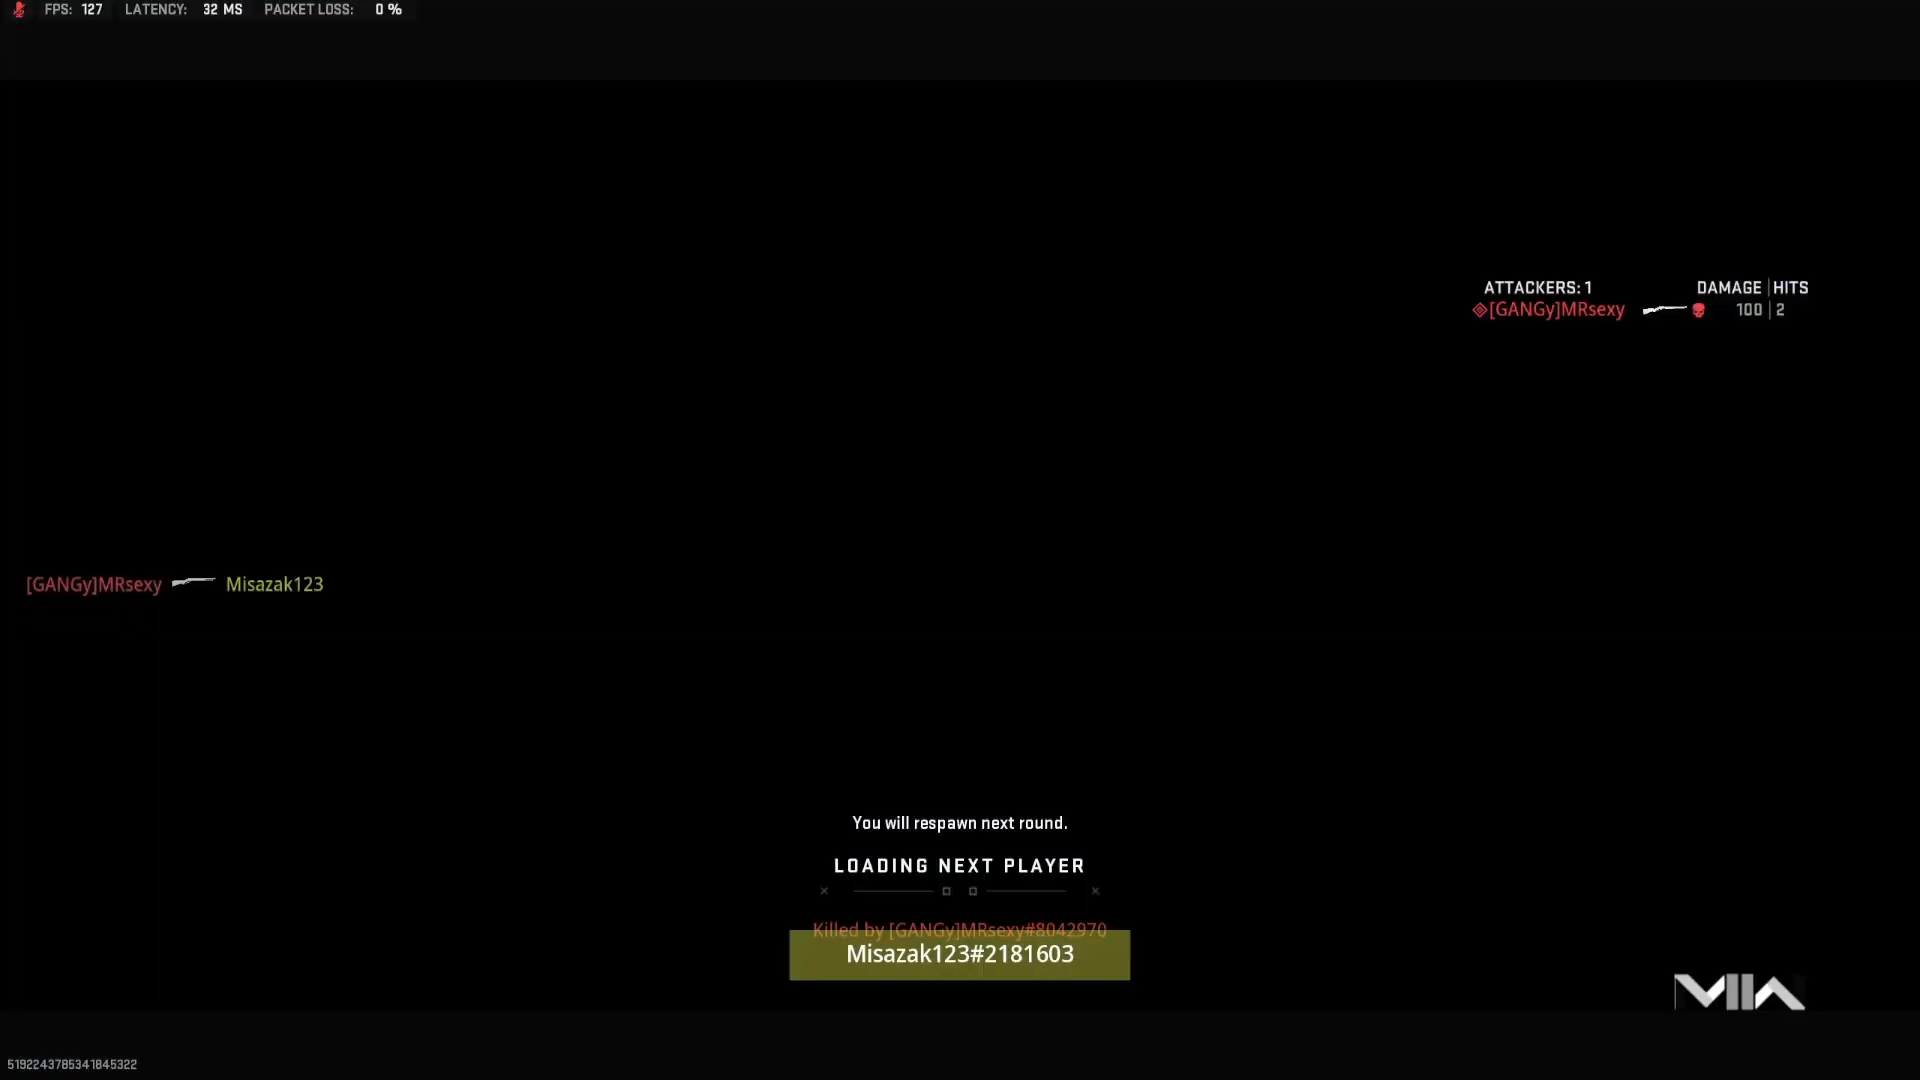 FPS: 127 LATENCY: 32 MS PACKET LOSS: 0 %
ATTACKERS: 1 DAMAGE HITS
[GANGy]MRsexy 100 2
[GANGy]MRsexy Misazak123
You will respawn next round.
LOADING NEXT PLAYER
Killed by [GANGy]MRsexy#8042970
Misazak123#2181603
MIIA
5192243785341845322